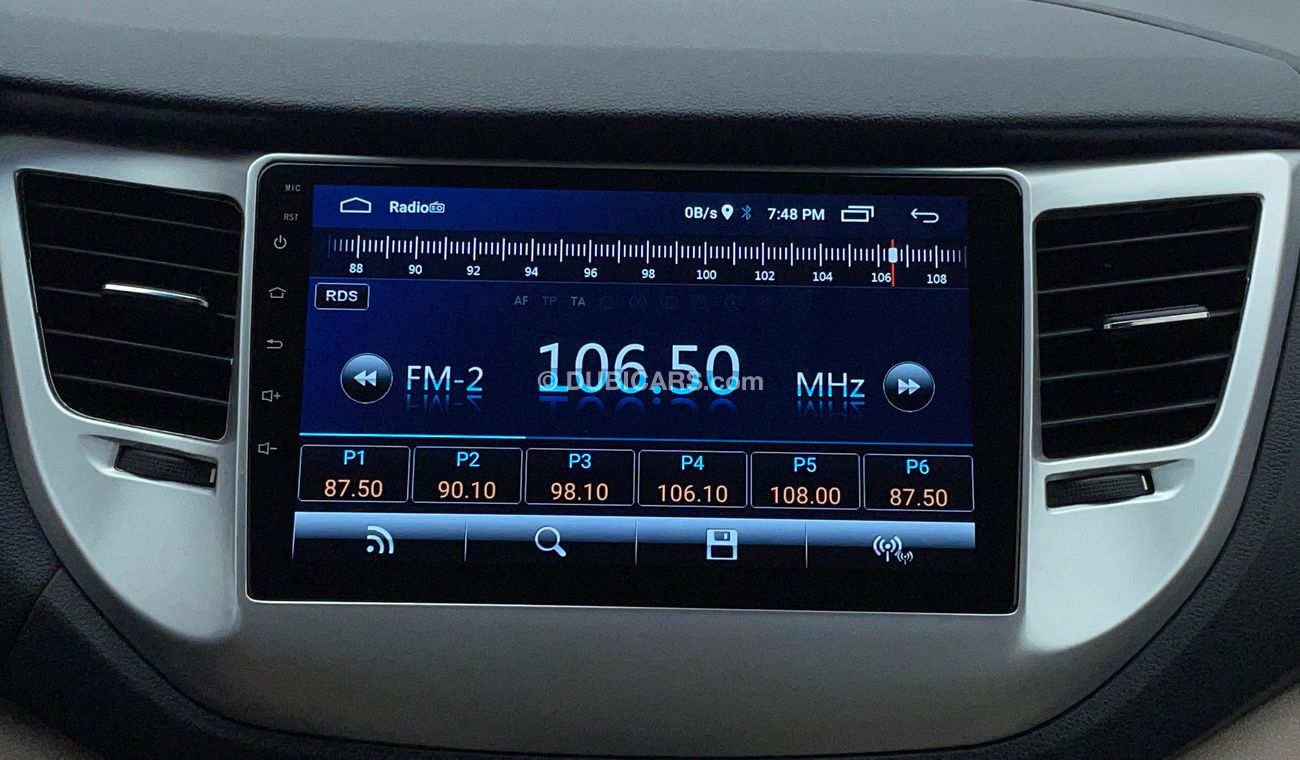 MIC
RST
Radio
0B/s 7:48 PM
88 90 92 94 96 98 100 102 104 106 108
RDS
AF TP TA
FM-2 106.50 MHz
© DUBICARS.com
P1 P2 P3 P4 P5 P6
87.50 90.10 98.10 106.10 108.00 87.50